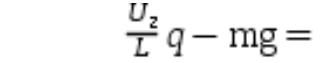 U₂/L q − mg =